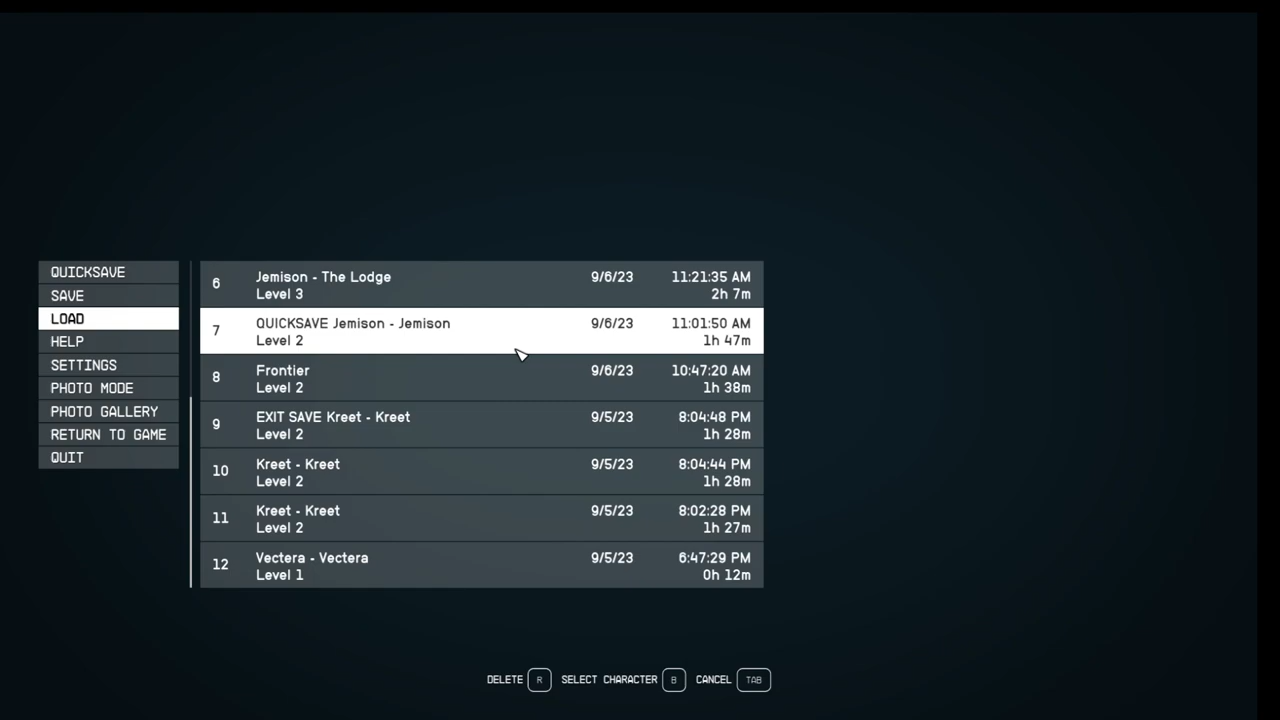 QUICKSAVE
SAVE
LOAD
HELP
SETTINGS
PHOTO MODE
PHOTO GALLERY
RETURN TO GAME
QUIT
6 Jemison - The Lodge 9/6/23 11:21:35 AM
Level 3 2h 7m
7 QUICKSAVE Jemison - Jemison 9/6/23 11:01:50 AM
Level 2 1h 47m
8 Frontier 9/6/23 10:47:20 AM
Level 2 1h 38m
9 EXIT SAVE Kreet - Kreet 9/5/23 8:04:48 PM
Level 2 1h 28m
10 Kreet - Kreet 9/5/23 8:04:44 PM
Level 2 1h 28m
11 Kreet - Kreet 9/5/23 8:02:28 PM
Level 2 1h 27m
12 Vectera - Vectera 9/5/23 6:47:29 PM
Level 1 0h 12m
DELETE R SELECT CHARACTER B CANCEL TAB